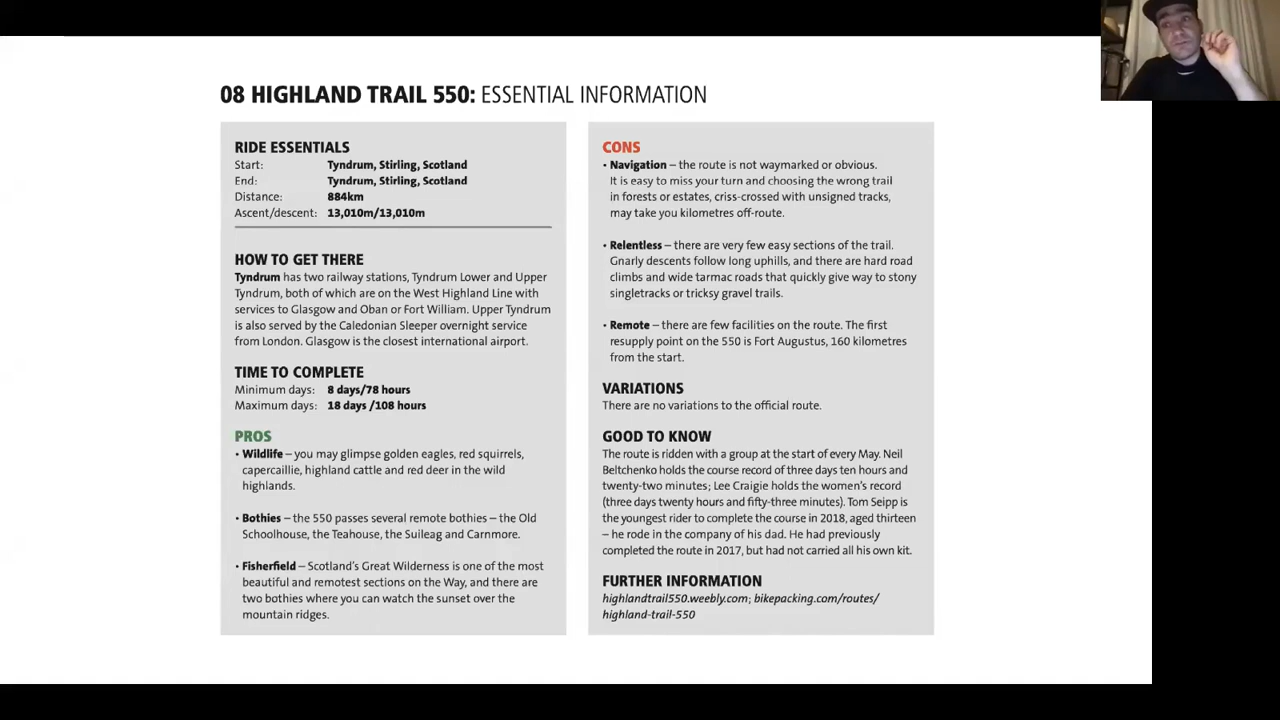 08 HIGHLAND TRAIL 550: ESSENTIAL INFORMATION
RIDE ESSENTIALS
Start: Tyndrum, Stirling, Scotland
End: Tyndrum, Stirling, Scotland
Distance: 884km
Ascent/descent: 13,010m/13,010m
HOW TO GET THERE
Tyndrum has two railway stations, Tyndrum Lower and Upper
Tyndrum, both of which are on the West Highland Line with
services to Glasgow and Oban or Fort William. Upper Tyndrum
is also served by the Caledonian Sleeper overnight service
from London. Glasgow is the closest international airport.
TIME TO COMPLETE
Minimum days: 8 days/78 hours
Maximum days: 18 days /108 hours
PROS
• Wildlife – you may glimpse golden eagles, red squirrels,
capercaillie, highland cattle and red deer in the wild
highlands.
• Bothies – the 550 passes several remote bothies – the Old
Schoolhouse, the Teahouse, the Suileag and Carnmore.
• Fisherfield – Scotland's Great Wilderness is one of the most
beautiful and remotest sections on the Way, and there are
two bothies where you can watch the sunset over the
mountain ridges.
CONS
• Navigation – the route is not waymarked or obvious.
It is easy to miss your turn and choosing the wrong trail
in forests or estates, criss-crossed with unsigned tracks,
may take you kilometres off-route.
• Relentless – there are very few easy sections of the trail.
Gnarly descents follow long uphills, and there are hard road
climbs and wide tarmac roads that quickly give way to stony
singletracks or tricksy gravel trails.
• Remote – there are few facilities on the route. The first
resupply point on the 550 is Fort Augustus, 160 kilometres
from the start.
VARIATIONS
There are no variations to the official route.
GOOD TO KNOW
The route is ridden with a group at the start of every May. Neil
Beltchenko holds the course record of three days ten hours and
twenty-two minutes; Lee Craigie holds the women's record
(three days twenty hours and fifty-three minutes). Tom Seipp is
the youngest rider to complete the course in 2018, aged thirteen
– he rode in the company of his dad. He had previously
completed the route in 2017, but had not carried all his own kit.
FURTHER INFORMATION
highlandtrail550.weebly.com; bikepacking.com/routes/
highland-trail-550